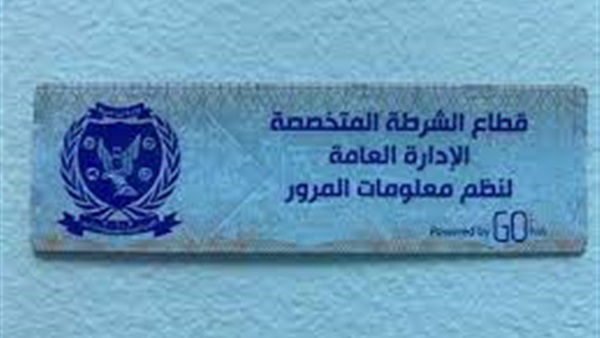 قطاع الشرطة المتخصصة
الإدارة العامة
لنظم معلومات المرور
Powered by GO